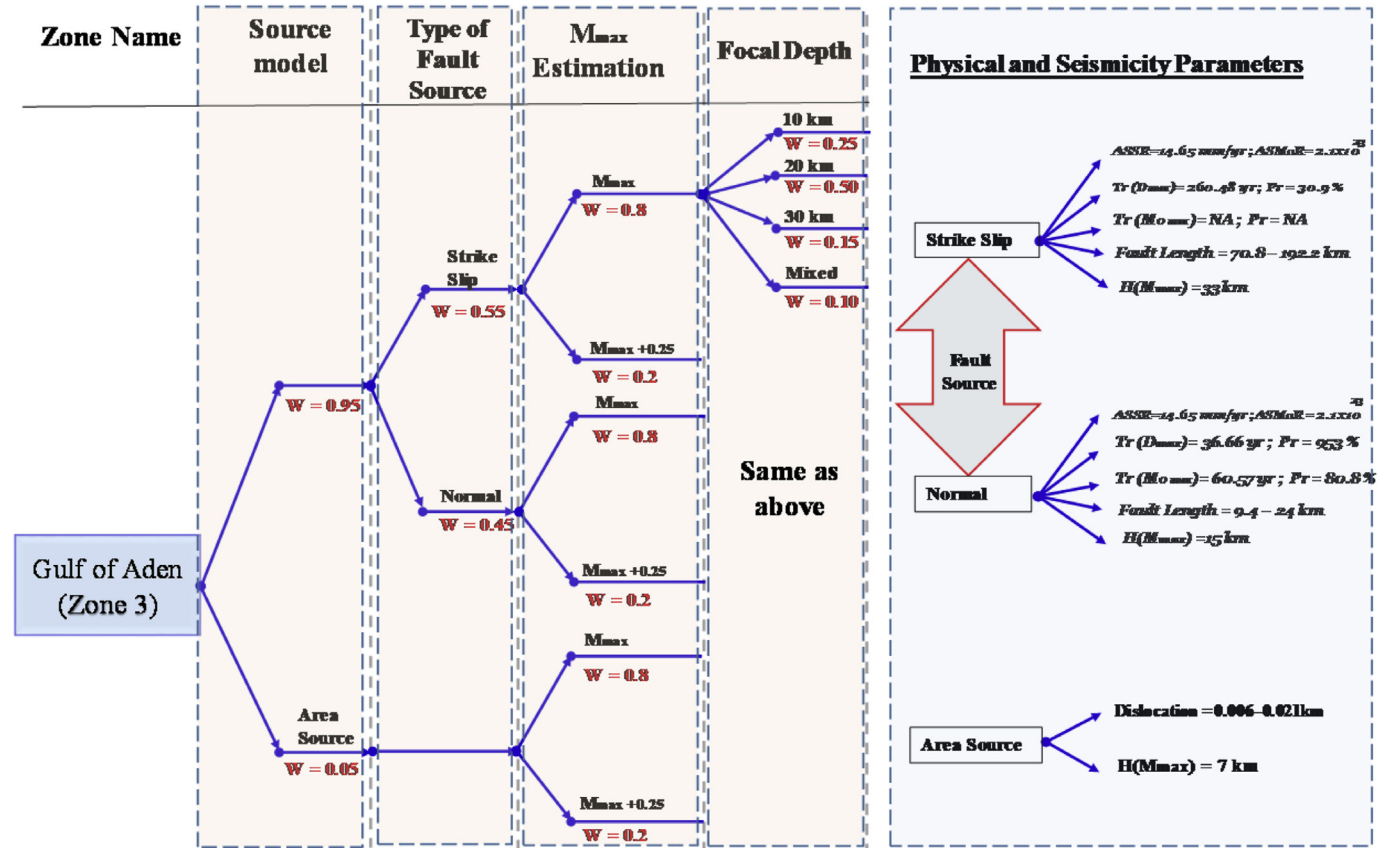 Zone Name
Source
model
Type of
Fault
Source
Mmax
Estimation
Focal Depth
Physical and Seismicity Parameters
Gulf of Aden
(Zone 3)
W = 0.95
Area
Source
W = 0.05
Strike
Slip
W = 0.55
Normal
W = 0.45
Mmax
W = 0.8
Mmax +0.25
W = 0.2
Mmax
W = 0.8
Mmax +0.25
W = 0.2
Mmax
W = 0.8
Mmax +0.25
W = 0.2
10 km
W = 0.25
20 km
W = 0.50
30 km
W = 0.15
Mixed
W = 0.10
Same as
above
Strike Slip
ASSR=14.65 mm/yr; ASMoR=2.1x10
Tr (Dmax)= 260.48 yr; Pr = 30.9 %
Tr (Mo max)= NA ; Pr = NA
Fault Length = 70.8 – 192.2 km
H(Mmax) = 33 km
Fault
Source
Normal
ASSR=14.65 mm/yr; ASMoR=2.1x10
Tr (Dmax)= 36.66 yr ; Pr = 953 %
Tr (Mo max)= 60.57 yr ; Pr = 80.8 %
Fault Length = 9.4 – 24 km
H(Mmax) =15 km
Area Source
Dislocation =0.006–0.021km
H(Mmax) = 7 km